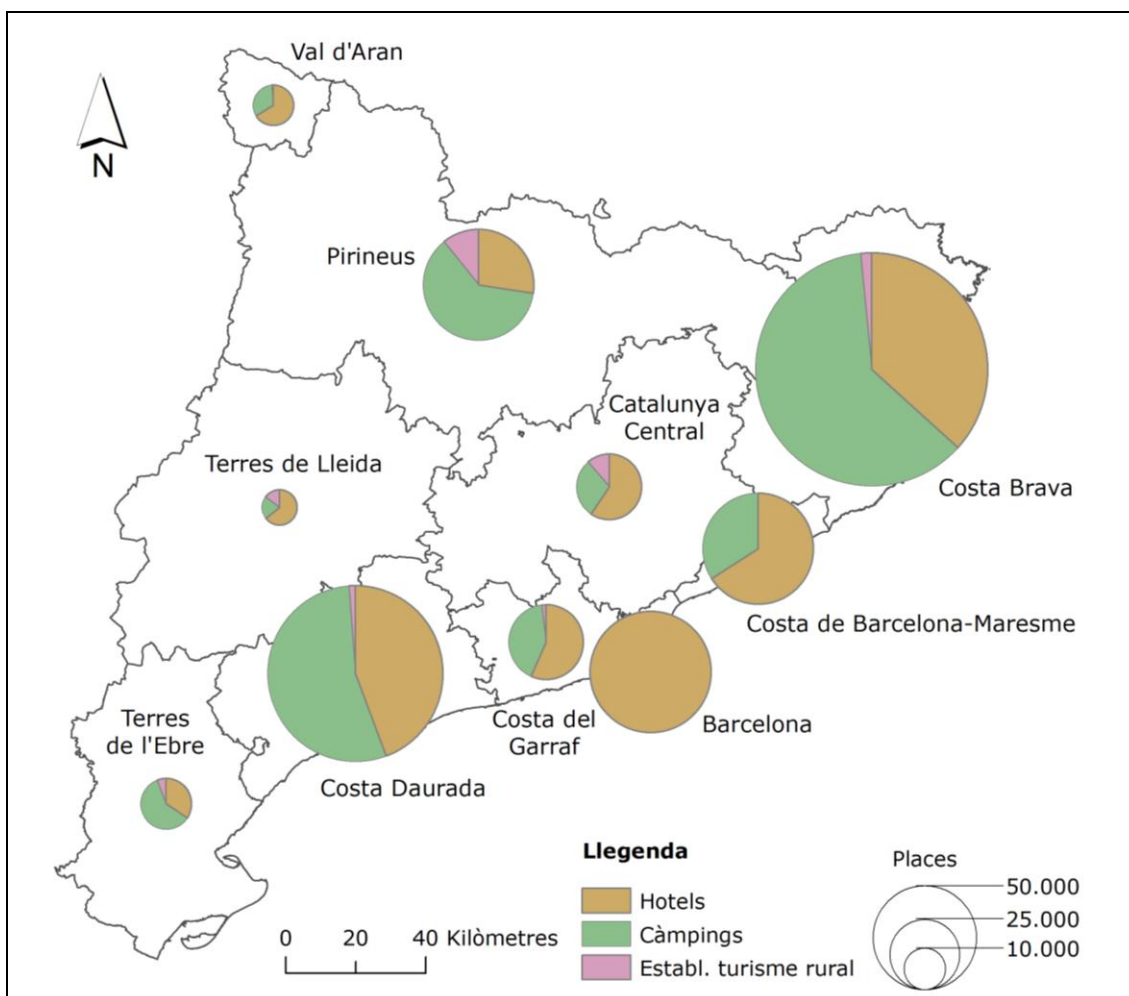 Val d'Aran
N
Pirineus
Catalunya
Central
Terres de Lleida
Costa Brava
Costa de Barcelona-Maresme
Costa del
Garraf
Barcelona
Terres
de l'Ebre
Costa Daurada
Llegenda
Hotels
Càmpings
Establ. turisme rural
Places
50.000
25.000
10.000
0 20 40 Kilòmetres